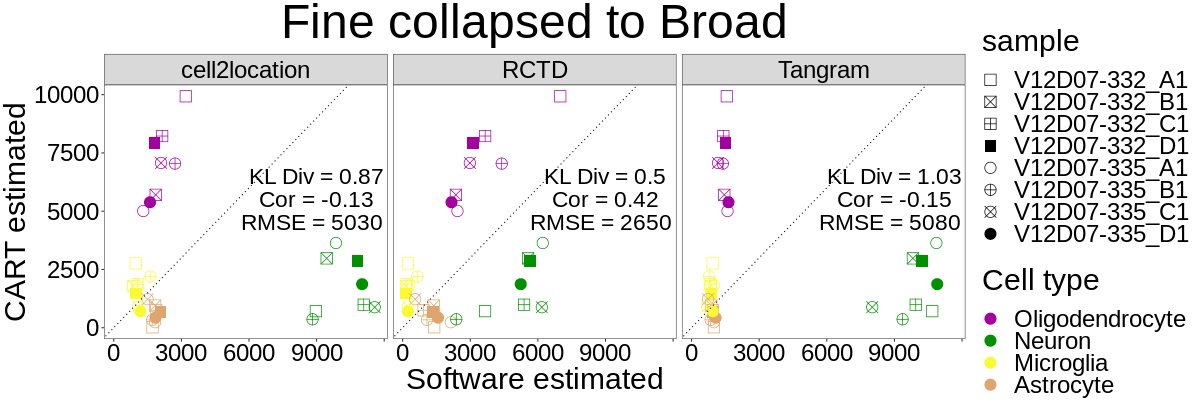 Fine collapsed to Broad
cell2location
RCTD
Tangram
CART estimated
10000
7500
5000
2500
0
KL Div = 0.87
Cor = -0.13
RMSE = 5030
KL Div = 0.5
Cor = 0.42
RMSE = 2650
KL Div = 1.03
Cor = -0.15
RMSE = 5080
0 3000 6000 9000
0 3000 6000 9000
0 3000 6000 9000
Software estimated
sample
V12D07-332_A1
V12D07-332_B1
V12D07-332_C1
V12D07-332_D1
V12D07-335_A1
V12D07-335_B1
V12D07-335_C1
V12D07-335_D1
Cell type
Oligodendrocyte
Neuron
Microglia
Astrocyte